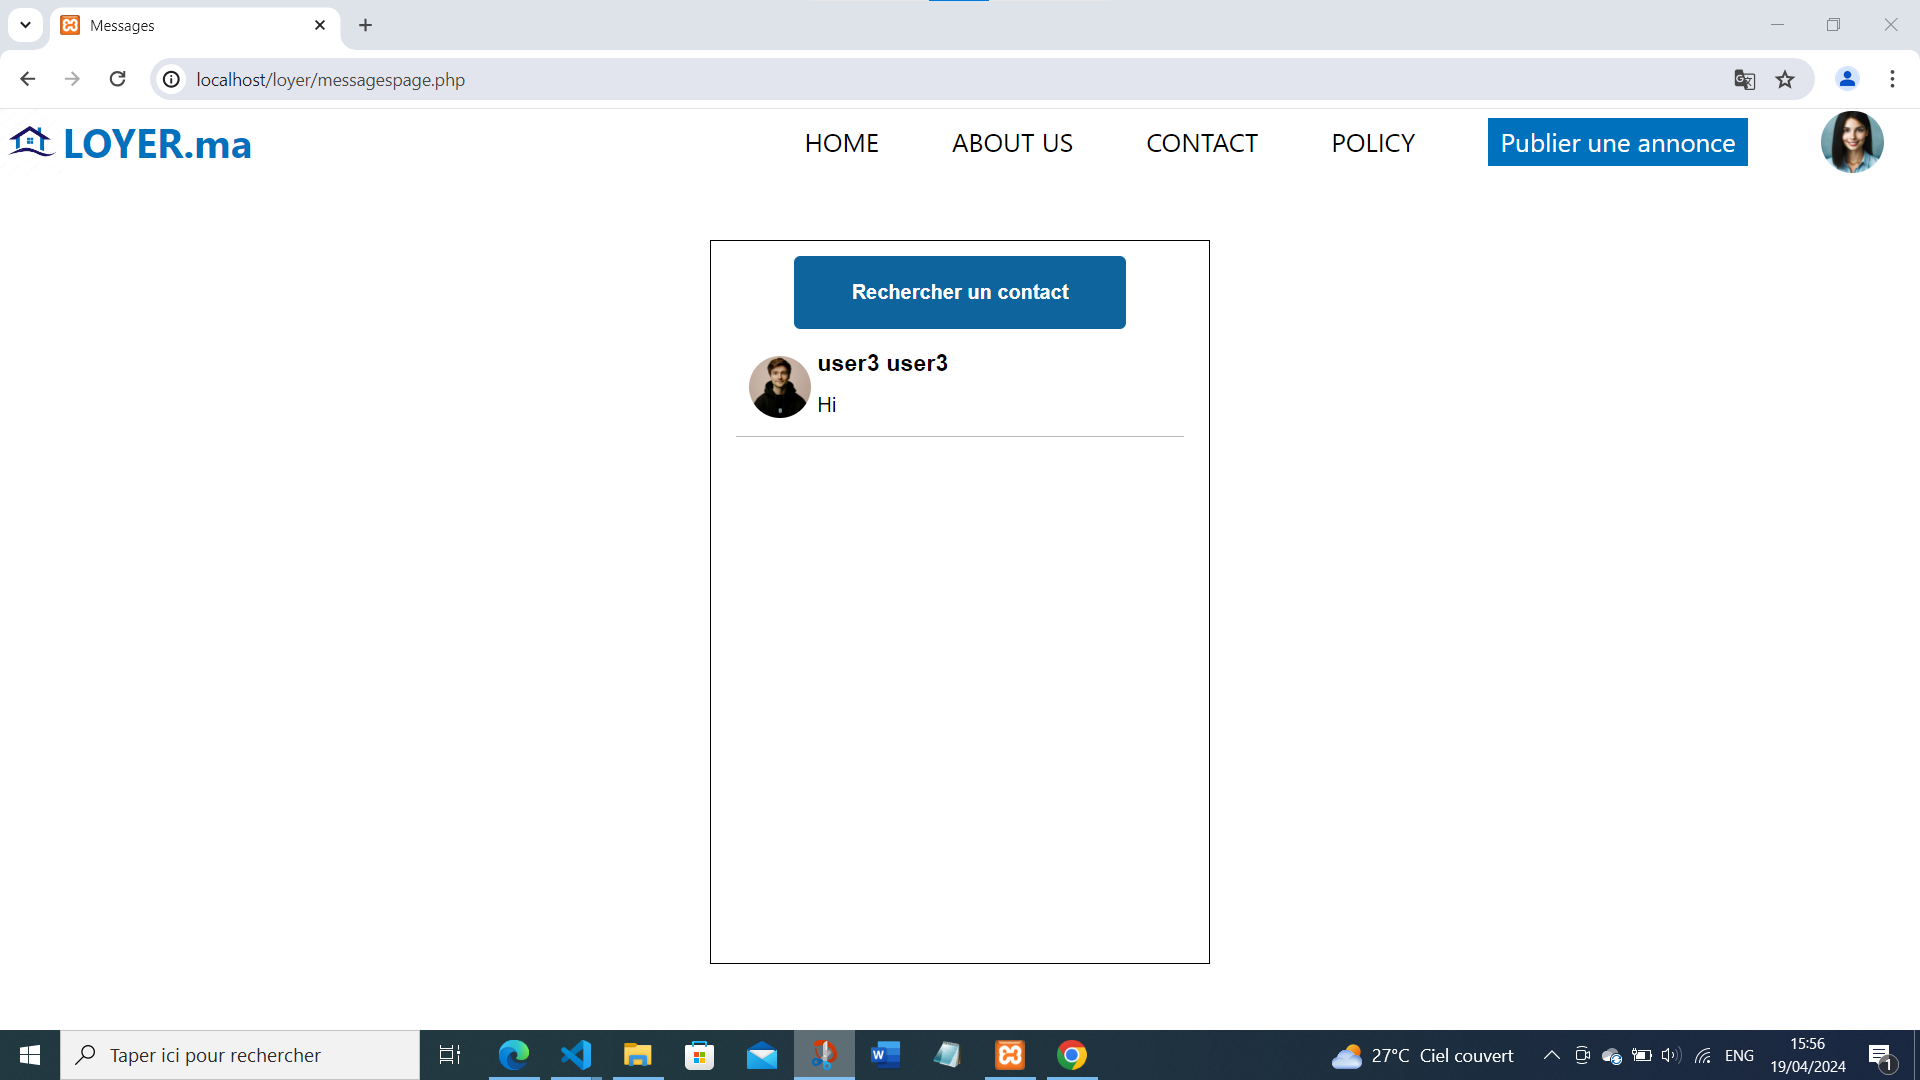 Messages
localhost/loyer/messagespage.php
LOYER.ma
HOME
ABOUT US
CONTACT
POLICY
Publier une annonce
Rechercher un contact
user3 user3
Hi
Taper ici pour rechercher
27°C Ciel couvert
ENG
15:56
19/04/2024
1